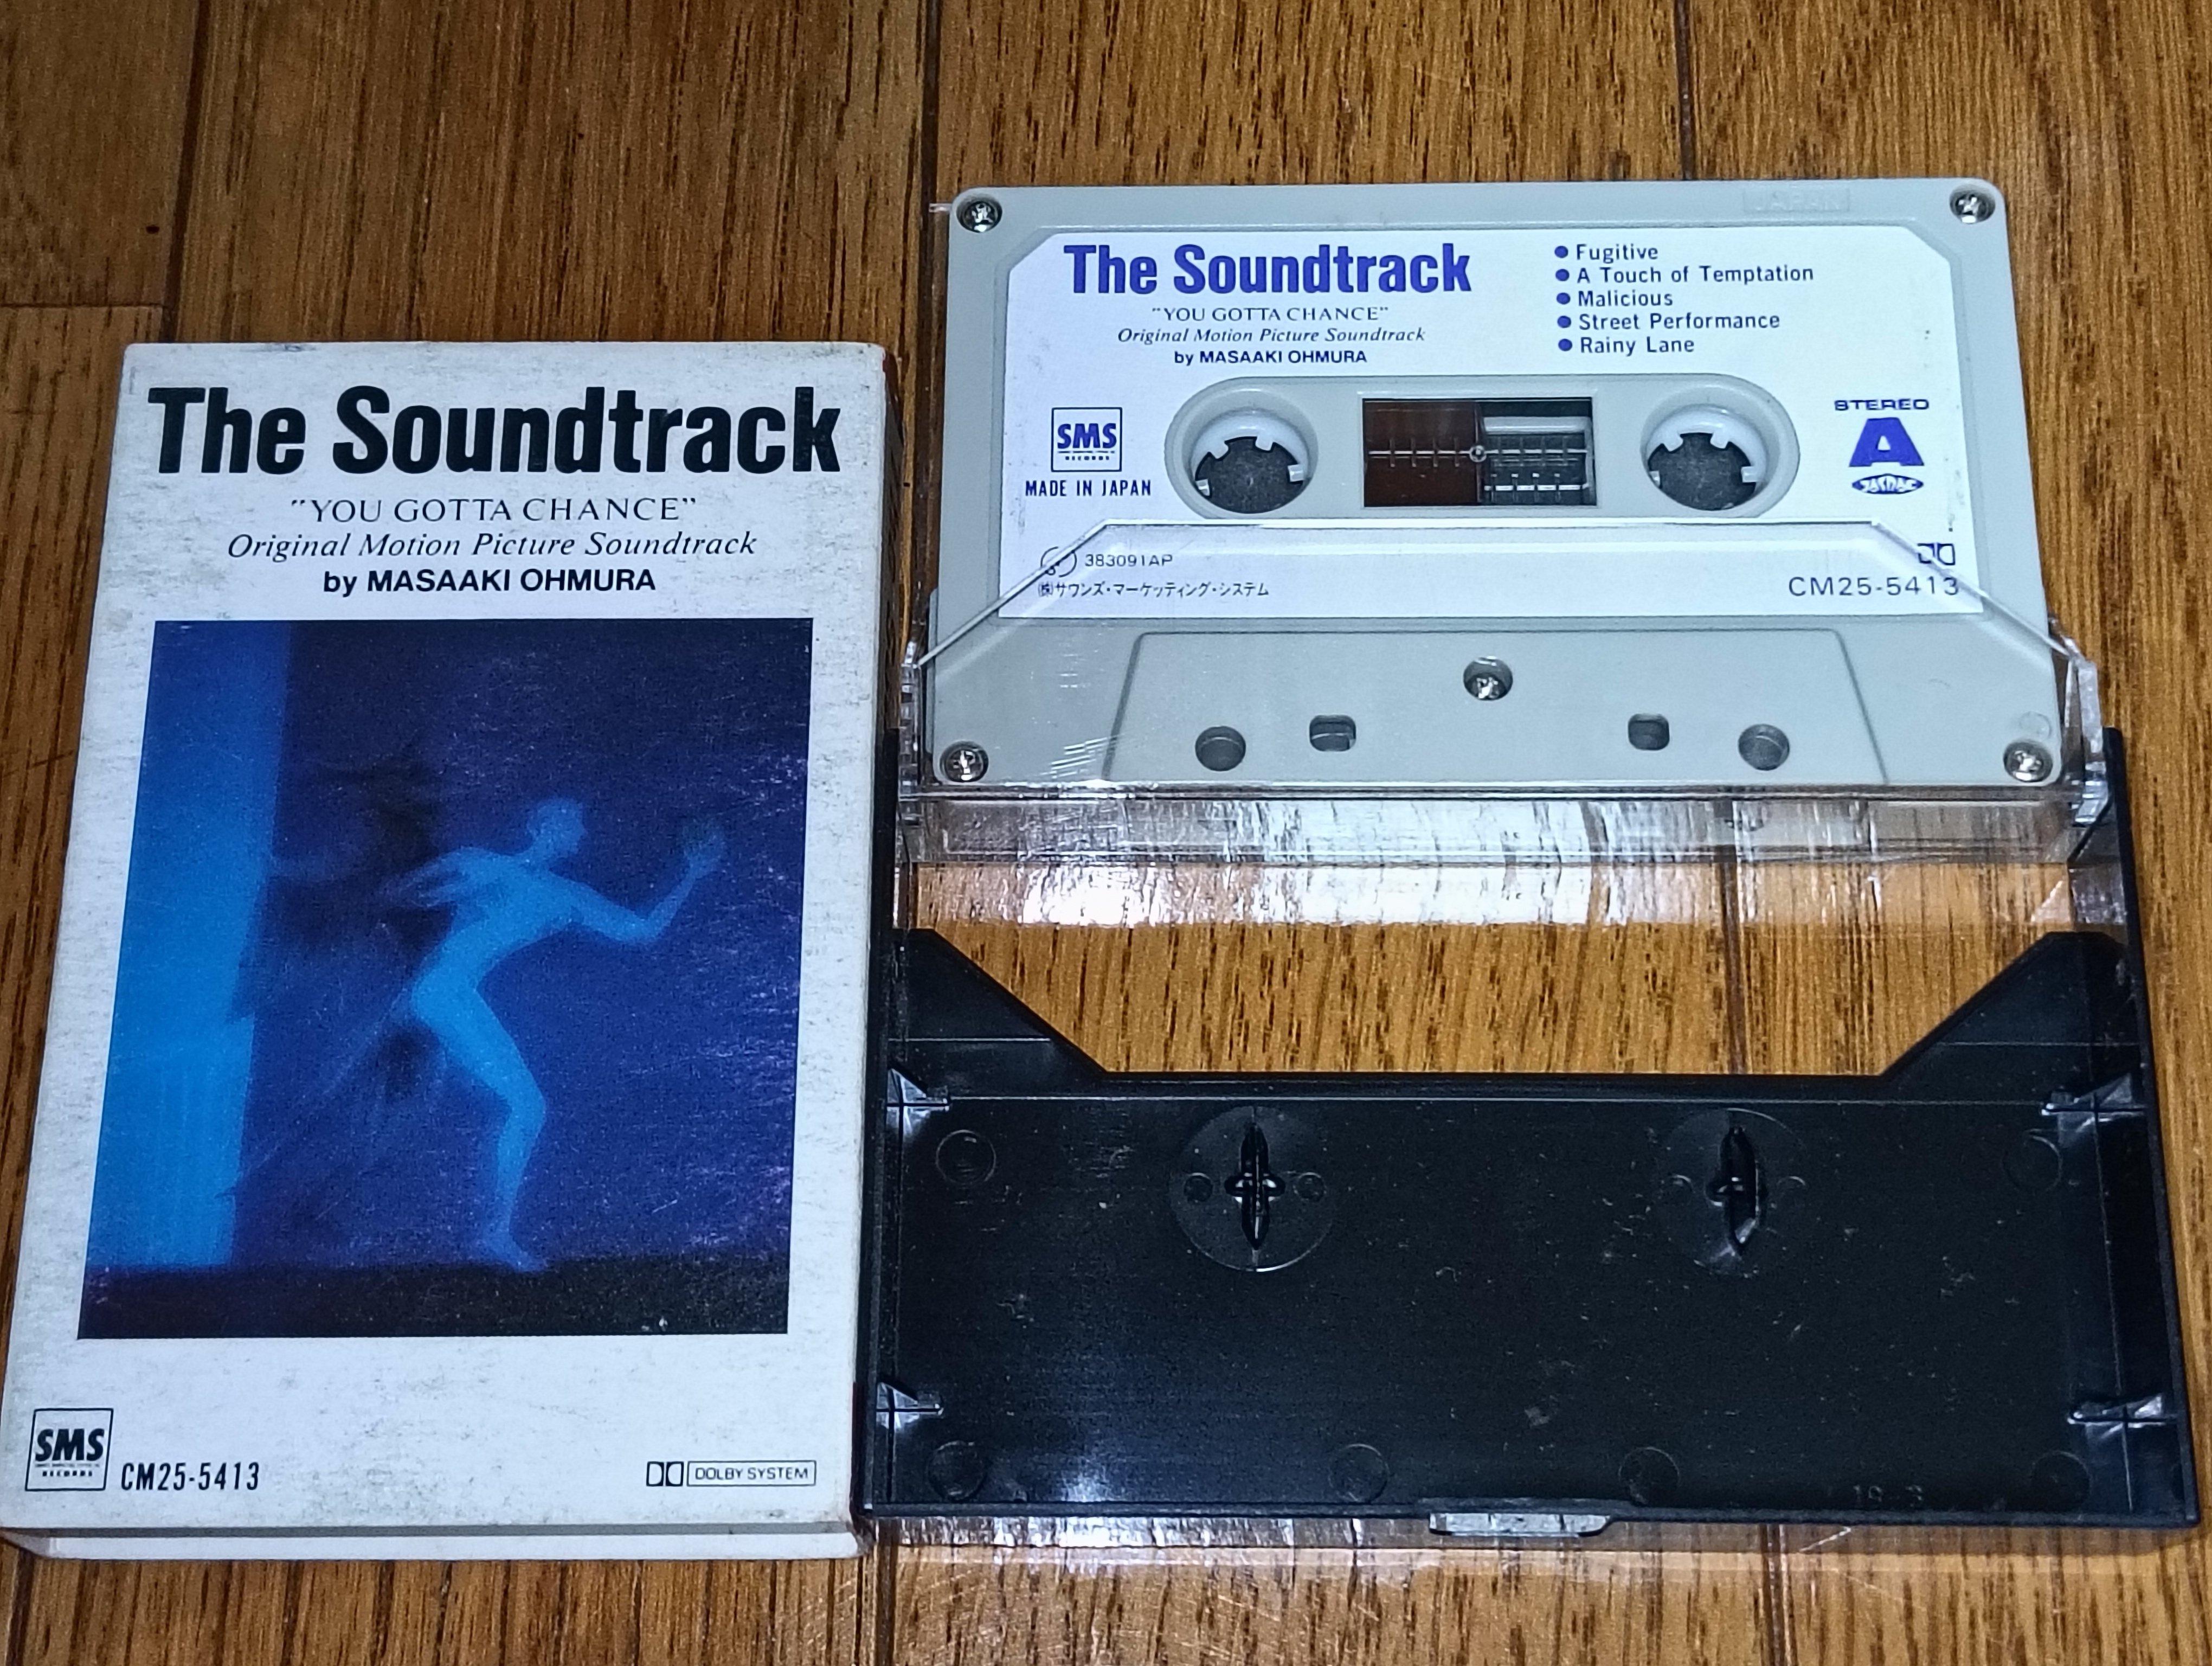 The Soundtrack
"YOU GOTTA CHANCE"
Original Motion Picture Soundtrack
by MASAAKI OHMURA
SMS
RECORDS
CM25-5413
DOLBY SYSTEM
JAPAN
The Soundtrack
"YOU GOTTA CHANCE"
Original Motion Picture Soundtrack
by MASAAKI OHMURA
● Fugitive
● A Touch of Temptation
● Malicious
● Street Performance
● Rainy Lane
SMS
RECORDS
MADE IN JAPAN
STEREO
A
JASRAC
383091AP
㈱サウンズ・マーケッティング・システム
CM25-5413